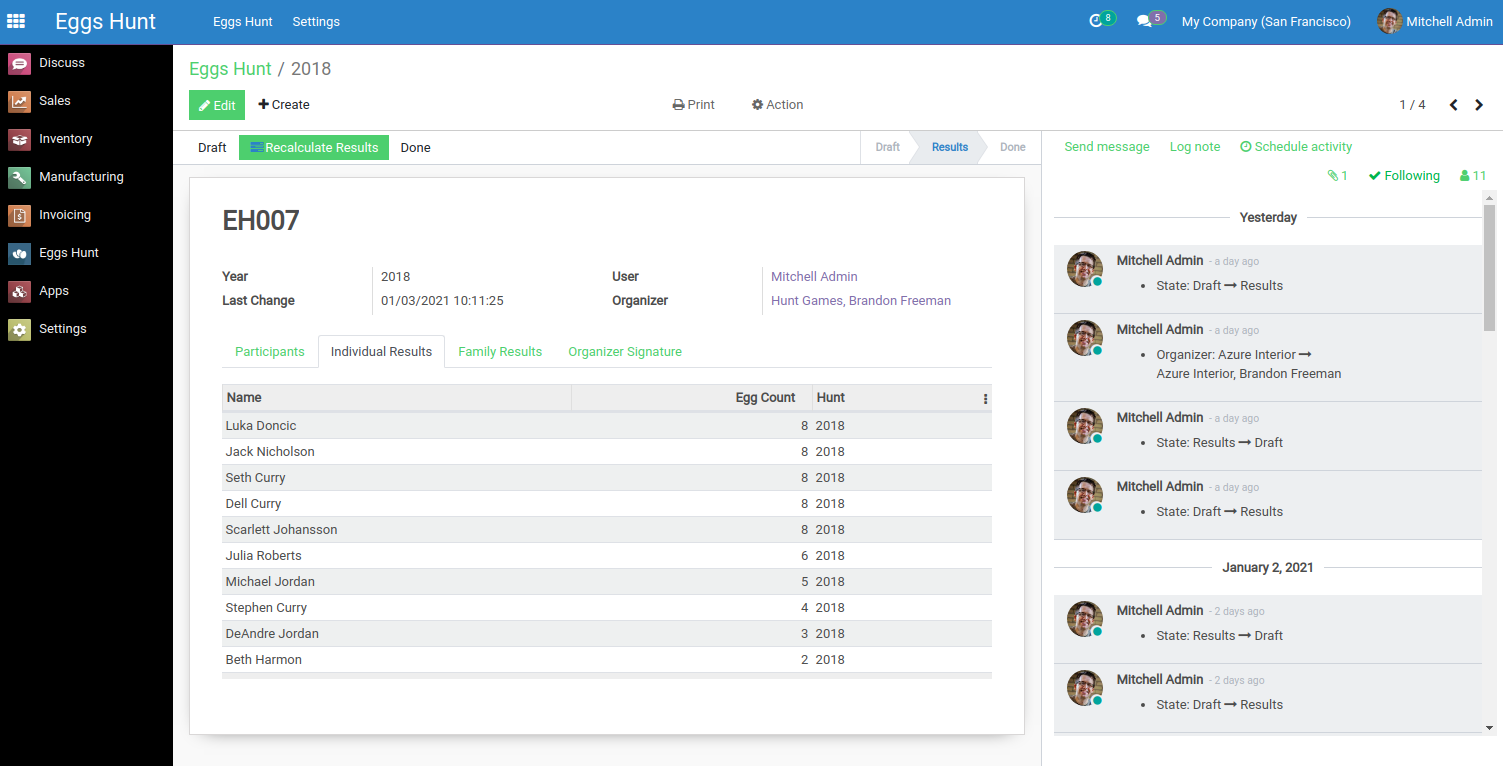 Eggs Hunt Eggs Hunt Settings 8 5 My Company (San Francisco) Mitchell Admin
Discuss
Sales
Inventory
Manufacturing
Invoicing
Eggs Hunt
Apps
Settings
Eggs Hunt / 2018
Edit Create Print Action 1 / 4
Draft Recalculate Results Done Draft Results Done
EH007
Year 2018 User Mitchell Admin
Last Change 01/03/2021 10:11:25 Organizer Hunt Games, Brandon Freeman
Participants Individual Results Family Results Organizer Signature
Name Egg Count Hunt
Luka Doncic 8 2018
Jack Nicholson 8 2018
Seth Curry 8 2018
Dell Curry 8 2018
Scarlett Johansson 8 2018
Julia Roberts 6 2018
Michael Jordan 5 2018
Stephen Curry 4 2018
DeAndre Jordan 3 2018
Beth Harmon 2 2018
Send message Log note Schedule activity
1 Following 11
Yesterday
Mitchell Admin - a day ago
• State: Draft → Results
Mitchell Admin - a day ago
• Organizer: Azure Interior →
Azure Interior, Brandon Freeman
Mitchell Admin - a day ago
• State: Results → Draft
Mitchell Admin - a day ago
• State: Draft → Results
January 2, 2021
Mitchell Admin - 2 days ago
• State: Results → Draft
Mitchell Admin - 2 days ago
• State: Draft → Results